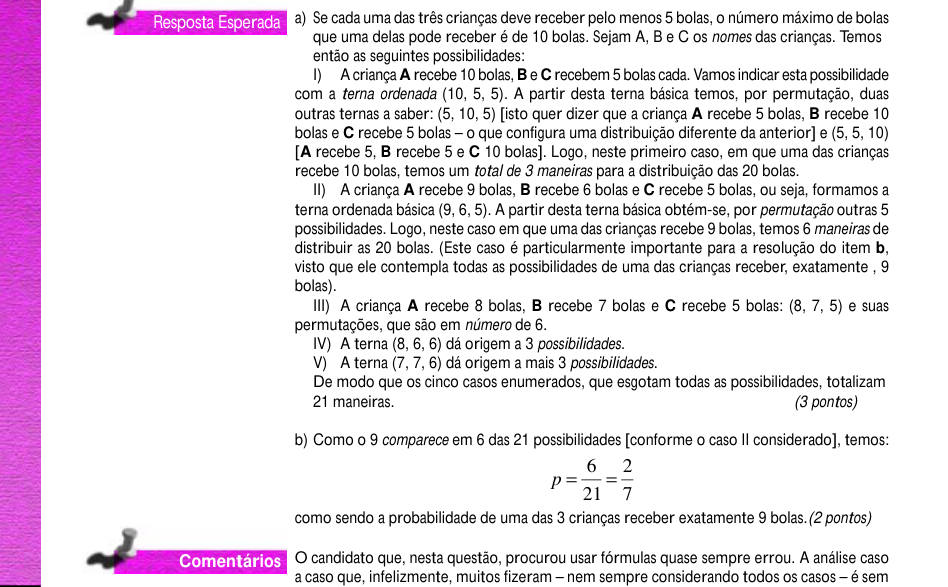 Resposta Esperada
a) Se cada uma das três crianças deve receber pelo menos 5 bolas, o número máximo de bolas
que uma delas pode receber é de 10 bolas. Sejam A, B e C os nomes das crianças. Temos
então as seguintes possibilidades:
I) A criança A recebe 10 bolas, B e C recebem 5 bolas cada. Vamos indicar esta possibilidade
com a terna ordenada (10, 5, 5). A partir desta terna básica temos, por permutação, duas
outras ternas a saber: (5, 10, 5) [isto quer dizer que a criança A recebe 5 bolas, B recebe 10
bolas e C recebe 5 bolas – o que configura uma distribuição diferente da anterior] e (5, 5, 10)
[A recebe 5, B recebe 5 e C 10 bolas]. Logo, neste primeiro caso, em que uma das crianças
recebe 10 bolas, temos um total de 3 maneiras para a distribuição das 20 bolas.
II) A criança A recebe 9 bolas, B recebe 6 bolas e C recebe 5 bolas, ou seja, formamos a
terna ordenada básica (9, 6, 5). A partir desta terna básica obtém-se, por permutação outras 5
possibilidades. Logo, neste caso em que uma das crianças recebe 9 bolas, temos 6 maneiras de
distribuir as 20 bolas. (Este caso é particularmente importante para a resolução do item b,
visto que ele contempla todas as possibilidades de uma das crianças receber, exatamente , 9
bolas).
III) A criança A recebe 8 bolas, B recebe 7 bolas e C recebe 5 bolas: (8, 7, 5) e suas
permutações, que são em número de 6.
IV) A terna (8, 6, 6) dá origem a 3 possibilidades.
V) A terna (7, 7, 6) dá origem a mais 3 possibilidades.
De modo que os cinco casos enumerados, que esgotam todas as possibilidades, totalizam
21 maneiras. (3 pontos)
b) Como o 9 comparece em 6 das 21 possibilidades [conforme o caso II considerado], temos:
p = 6/21 = 2/7
como sendo a probabilidade de uma das 3 crianças receber exatamente 9 bolas.(2 pontos)
Comentários
O candidato que, nesta questão, procurou usar fórmulas quase sempre errou. A análise caso
a caso que, infelizmente, muitos fizeram – nem sempre considerando todos os casos – é sem